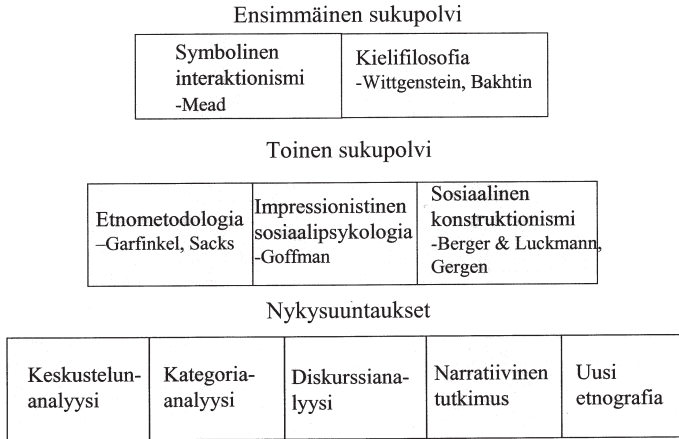 Ensimmäinen sukupolvi
Symbolinen
interaktionismi
-Mead
Kielifilosofia
-Wittgenstein, Bakhtin
Toinen sukupolvi
Etnometodologia
–Garfinkel, Sacks
Impressionistinen
sosiaalipsykologia
-Goffman
Sosiaalinen
konstruktionismi
-Berger & Luckmann,
Gergen
Nykysuuntaukset
Keskustelun-
analyysi
Kategoria-
analyysi
Diskurssiana-
lyysi
Narratiivinen
tutkimus
Uusi
etnografia